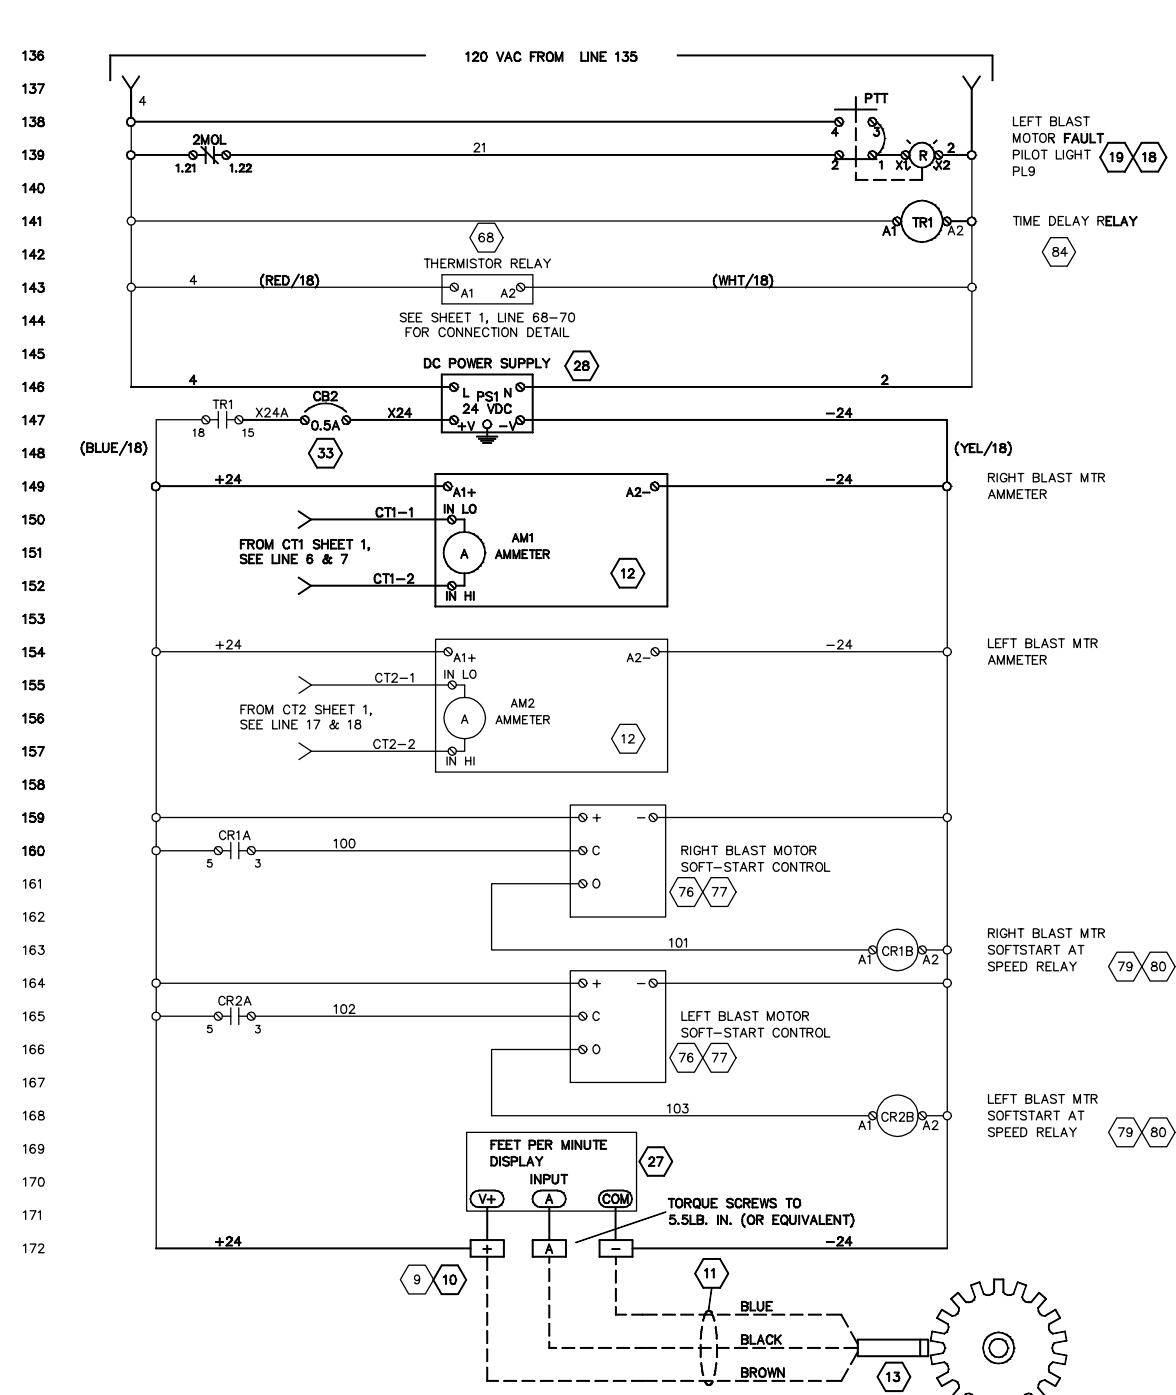 136 120 VAC FROM LINE 135
137
4
138 PTT LEFT BLAST
4 3
2MOL MOTOR FAULT
139 21 R 2 PILOT LIGHT 19 18
1.21 1.22 2 1 X1 X2 PL9
140
141 A1 TR1 A2 TIME DELAY RELAY
68 84
142
THERMISTOR RELAY
143 4 (RED/18) A1 A2 (WHT/18)
144 SEE SHEET 1, LINE 68-70
FOR CONNECTION DETAIL
145
DC POWER SUPPLY 28
146 4 L PS1 N 2
TR1 CB2 24 VDC
147 X24A 0.5A X24 +V -V -24
18 15
148 (BLUE/18) 33 (YEL/18)
149 +24 A1+ A2- -24 RIGHT BLAST MTR
AMMETER
IN LO
150 CT1-1
FROM CT1 SHEET 1, AM1
151 SEE LINE 6 & 7 A AMMETER
152 CT1-2 12
IN HI
153
154 +24 A1+ A2- -24 LEFT BLAST MTR
AMMETER
IN LO
155 CT2-1
FROM CT2 SHEET 1, AM2
156 SEE LINE 17 & 18 A AMMETER
157 CT2-2 12
IN HI
158
159 + -
CR1A
160 100 C RIGHT BLAST MOTOR
5 3 SOFT-START CONTROL
161 O 76 77
162
RIGHT BLAST MTR
163 101 A1 CR1B A2 SOFTSTART AT
SPEED RELAY 79 80
164 + -
CR2A
165 102 C LEFT BLAST MOTOR
5 3 SOFT-START CONTROL
166 O 76 77
167
LEFT BLAST MTR
168 103 A1 CR2B A2 SOFTSTART AT
SPEED RELAY 79 80
169 FEET PER MINUTE
DISPLAY 27
170 INPUT
V+ A COM
171 TORQUE SCREWS TO
5.5LB. IN. (OR EQUIVALENT)
172 +24 + A - -24
9 10 11
BLUE
BLACK
BROWN
13